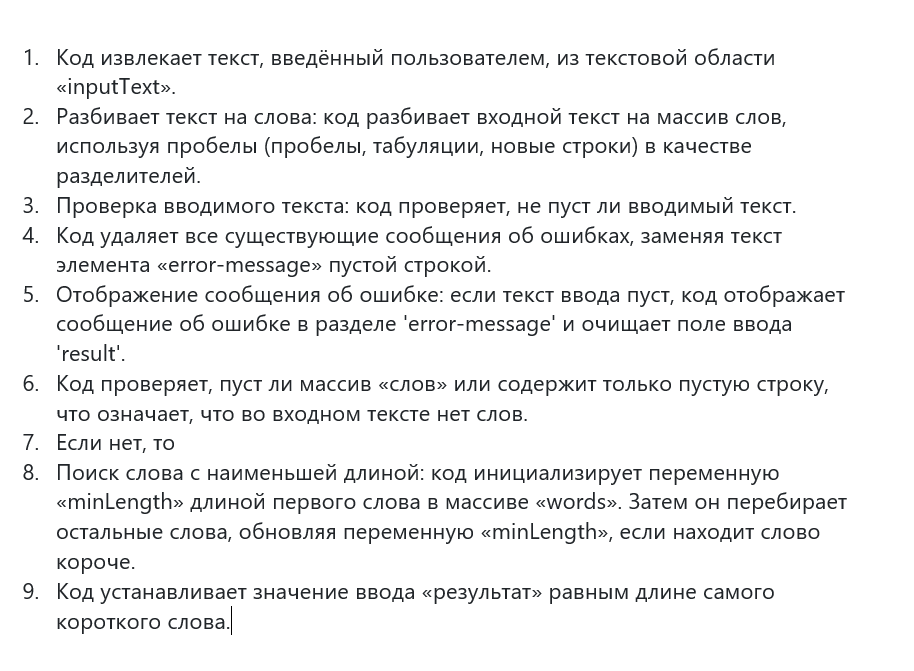 1. Код извлекает текст, введённый пользователем, из текстовой области
«inputText».
2. Разбивает текст на слова: код разбивает входной текст на массив слов,
используя пробелы (пробелы, табуляции, новые строки) в качестве
разделителей.
3. Проверка вводимого текста: код проверяет, не пуст ли вводимый текст.
4. Код удаляет все существующие сообщения об ошибках, заменяя текст
элемента «error-message» пустой строкой.
5. Отображение сообщения об ошибке: если текст ввода пуст, код отображает
сообщение об ошибке в разделе 'error-message' и очищает поле ввода
'result'.
6. Код проверяет, пуст ли массив «слов» или содержит только пустую строку,
что означает, что во входном тексте нет слов.
7. Если нет, то
8. Поиск слова с наименьшей длиной: код инициализирует переменную
«minLength» длиной первого слова в массиве «words». Затем он перебирает
остальные слова, обновляя переменную «minLength», если находит слово
короче.
9. Код устанавливает значение ввода «результат» равным длине самого
короткого слова.